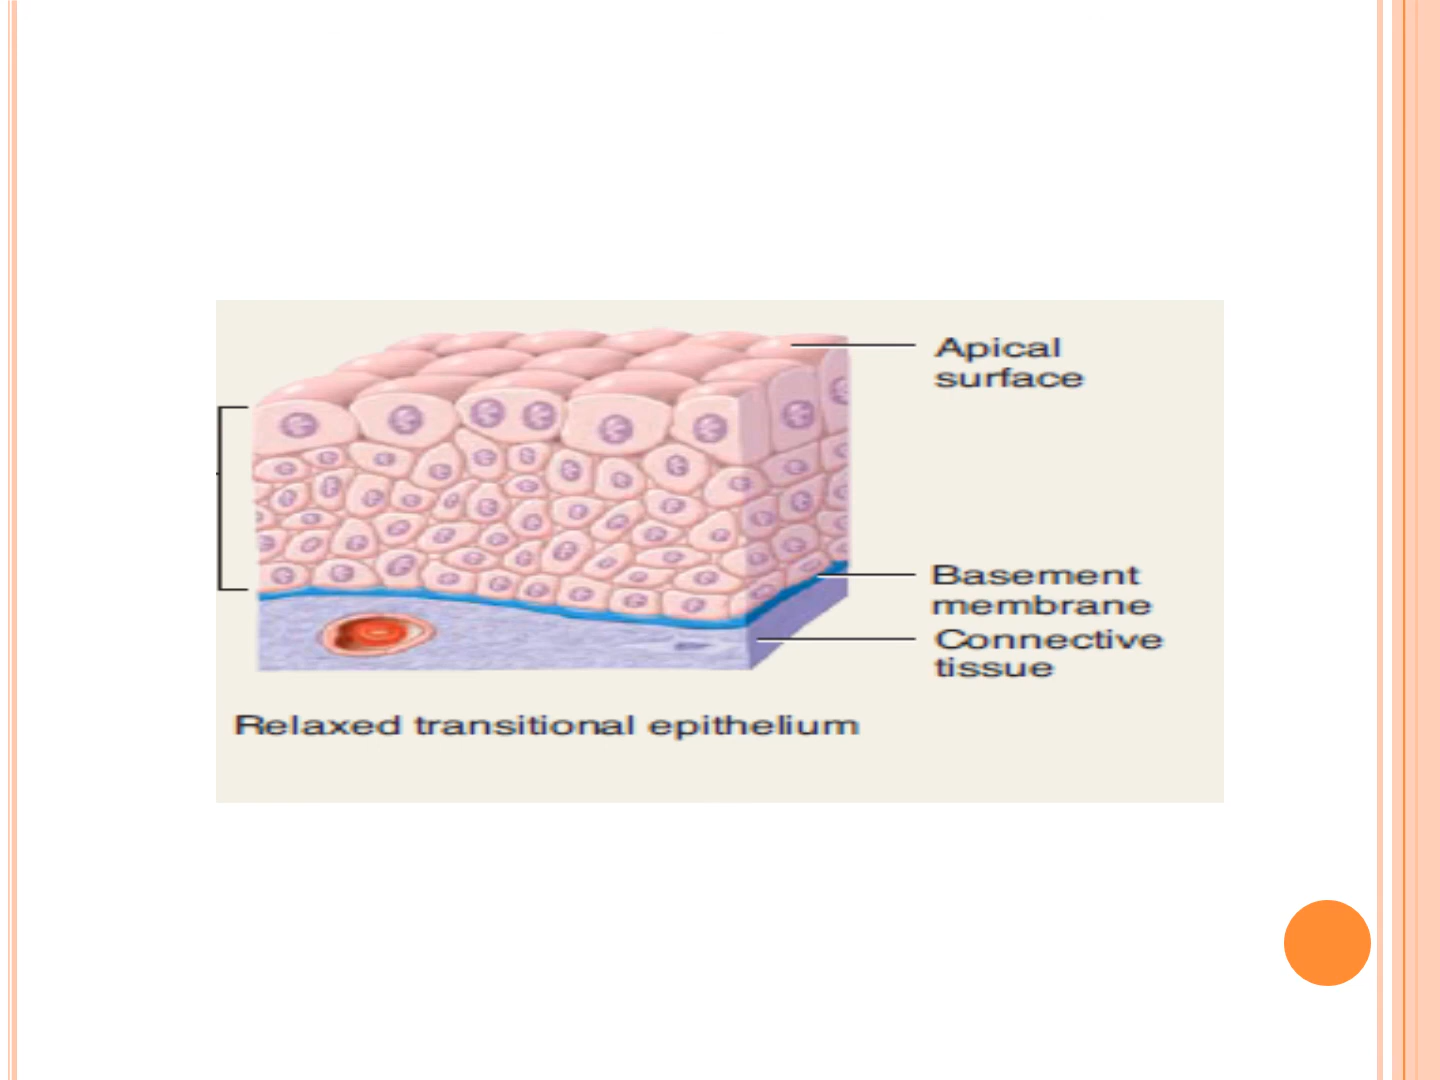 Apical
surface
Basement
membrane
Connective
tissue
Relaxed transitional epithelium